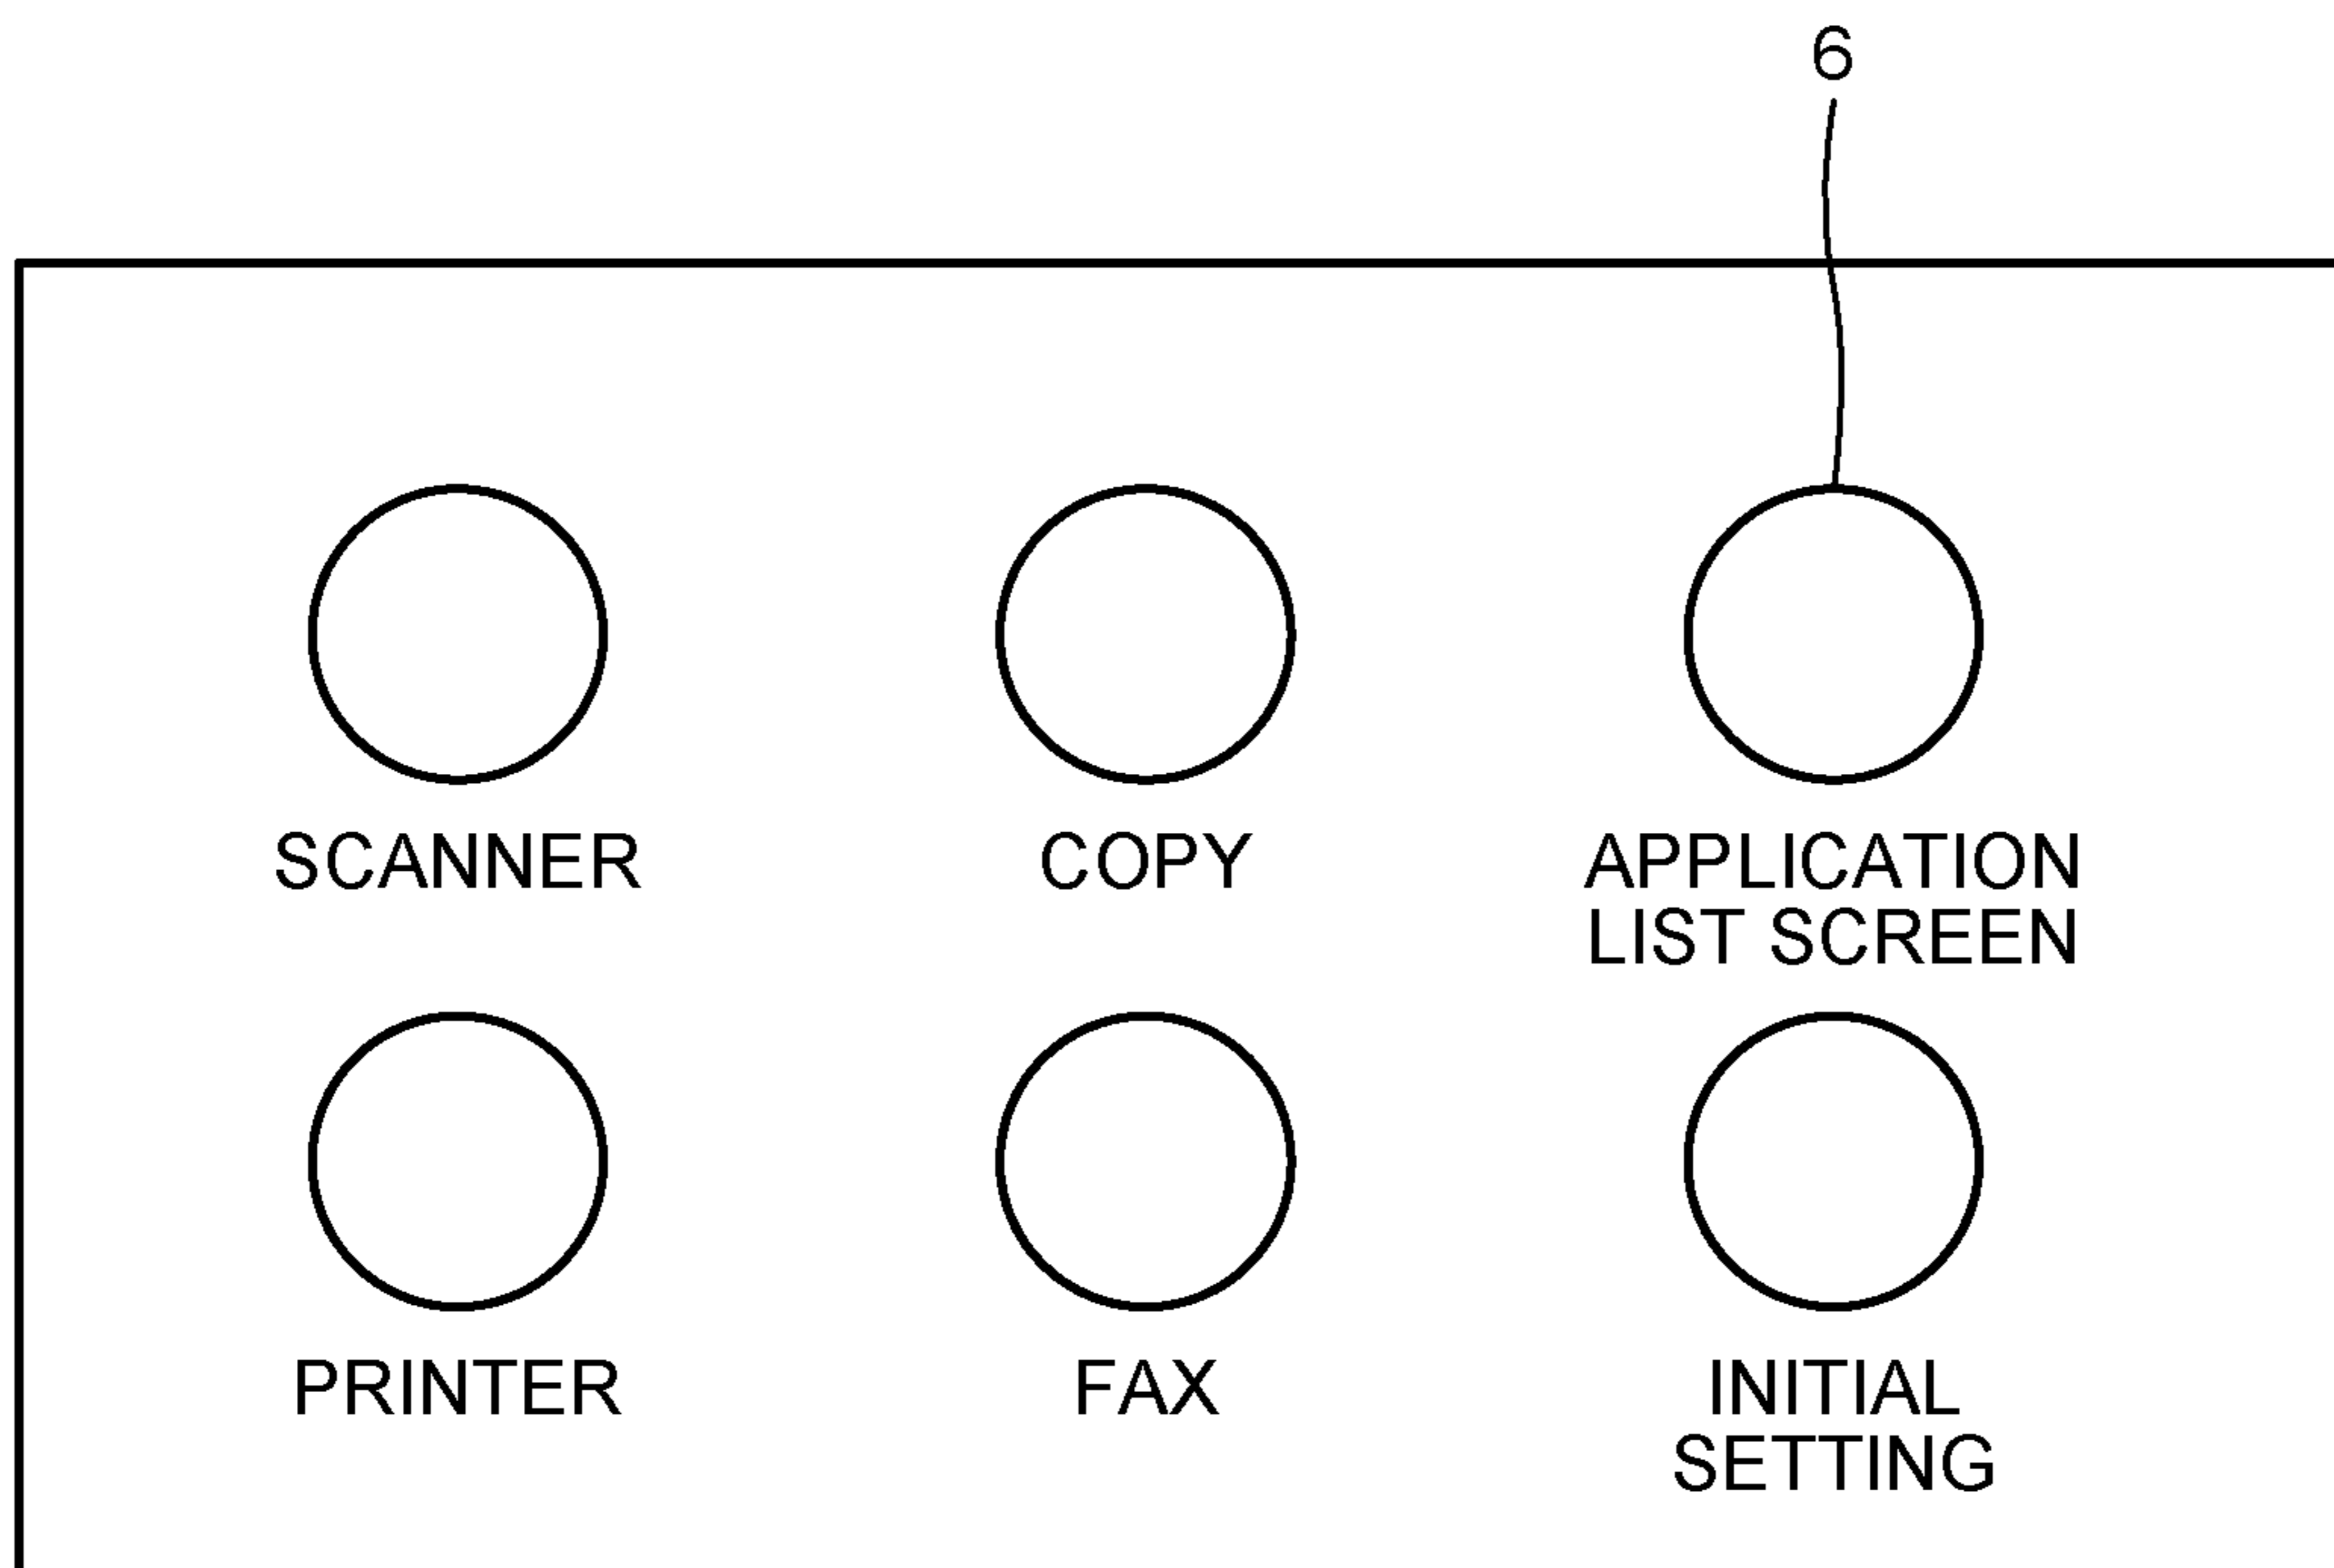 6
SCANNER
COPY
APPLICATION
LIST SCREEN
PRINTER
FAX
INITIAL
SETTING